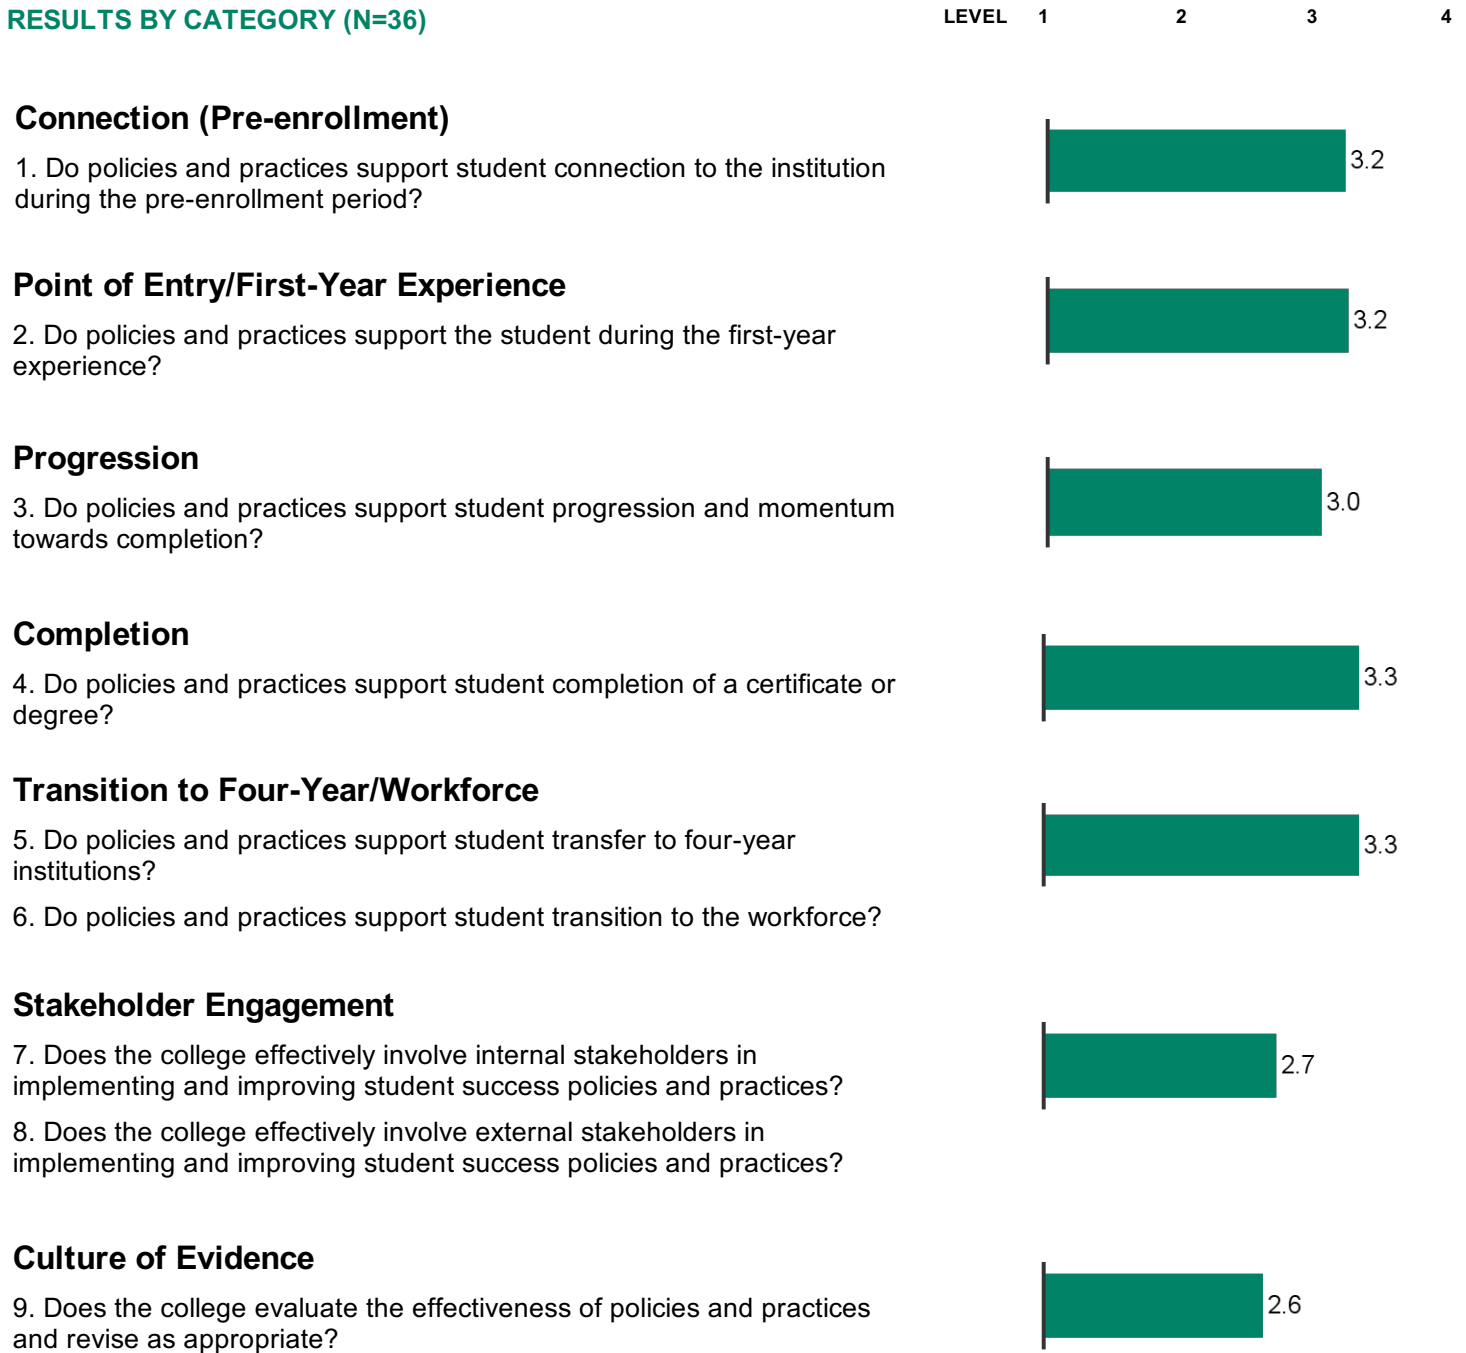 RESULTS BY CATEGORY (N=36)
LEVEL 1 2 3 4
Connection (Pre-enrollment)
1. Do policies and practices support student connection to the institution
during the pre-enrollment period?
3.2
Point of Entry/First-Year Experience
2. Do policies and practices support the student during the first-year
experience?
3.2
Progression
3. Do policies and practices support student progression and momentum
towards completion?
3.0
Completion
4. Do policies and practices support student completion of a certificate or
degree?
3.3
Transition to Four-Year/Workforce
5. Do policies and practices support student transfer to four-year
institutions?
3.3
6. Do policies and practices support student transition to the workforce?
Stakeholder Engagement
7. Does the college effectively involve internal stakeholders in
implementing and improving student success policies and practices?
2.7
8. Does the college effectively involve external stakeholders in
implementing and improving student success policies and practices?
Culture of Evidence
9. Does the college evaluate the effectiveness of policies and practices
and revise as appropriate?
2.6